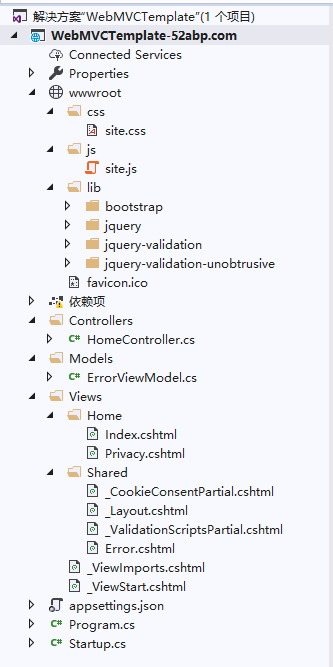 解决方案"WebMVCTemplate"(1 个项目)
WebMVCTemplate-52abp.com
Connected Services
Properties
wwwroot
css
site.css
js
site.js
lib
bootstrap
jquery
jquery-validation
jquery-validation-unobtrusive
favicon.ico
依赖项
Controllers
C# HomeController.cs
Models
C# ErrorViewModel.cs
Views
Home
Index.cshtml
Privacy.cshtml
Shared
_CookieConsentPartial.cshtml
_Layout.cshtml
_ValidationScriptsPartial.cshtml
Error.cshtml
_ViewImports.cshtml
_ViewStart.cshtml
appsettings.json
C# Program.cs
C# Startup.cs